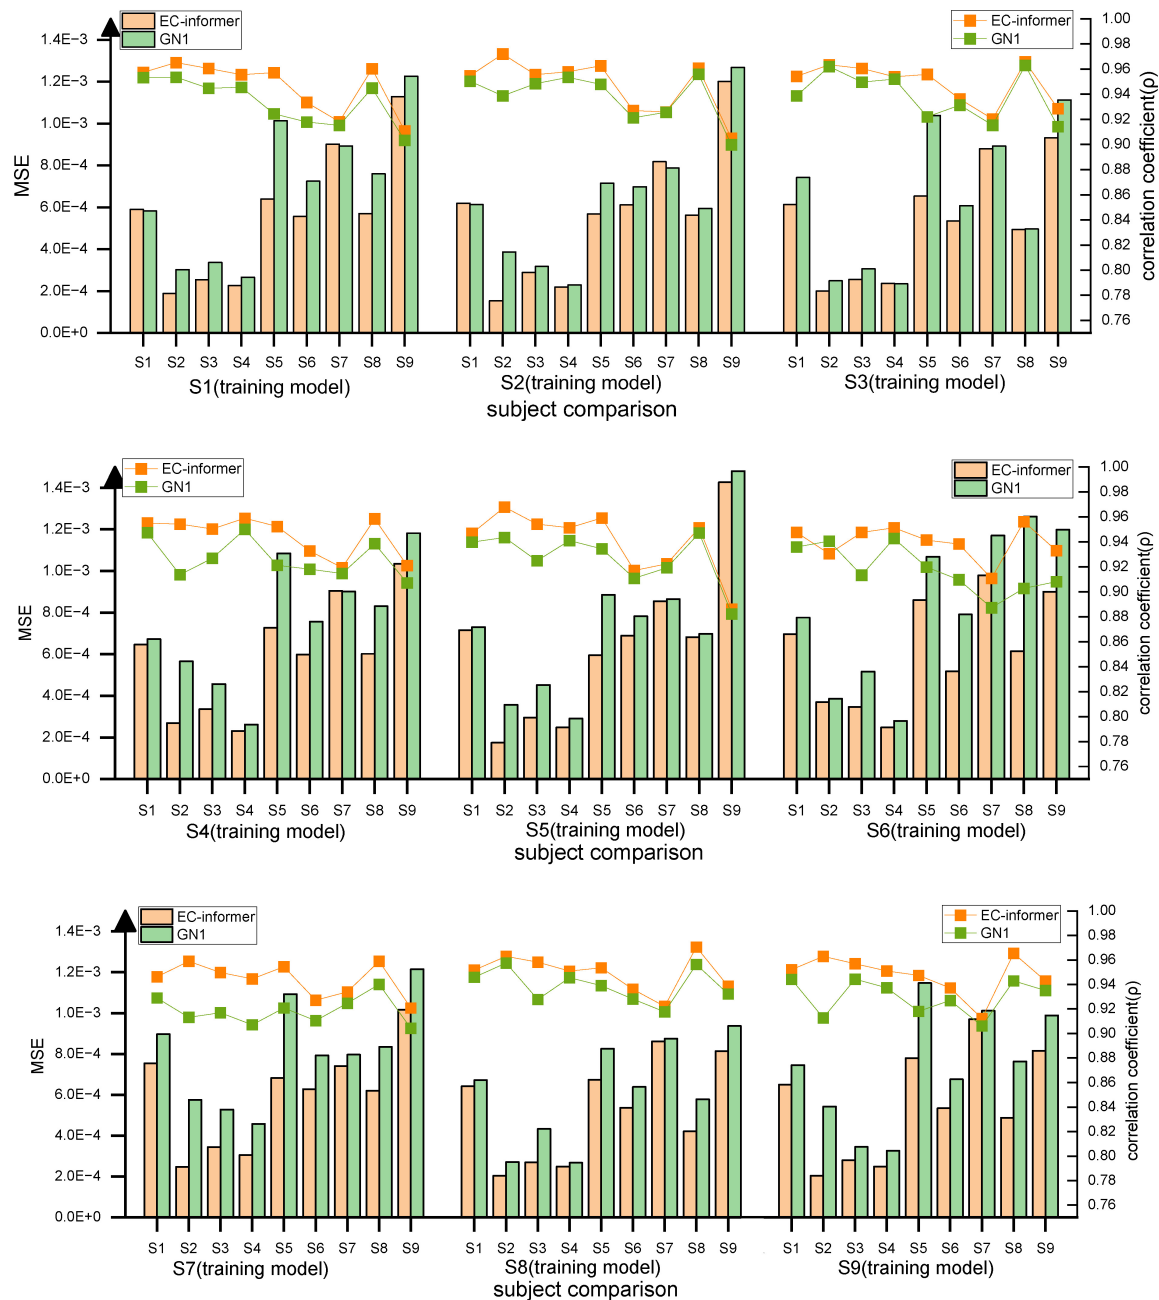 EC-informer
GN1
EC-informer
GN1
MSE
1.4E−3
1.2E−3
1.0E−3
8.0E−4
6.0E−4
4.0E−4
2.0E−4
0.0E+0
1.00
0.98
0.96
0.94
0.92
0.90
0.88
0.86
0.84
0.82
0.80
0.78
0.76
correlation coefficient(ρ)
S1 S2 S3 S4 S5 S6 S7 S8 S9 S1 S2 S3 S4 S5 S6 S7 S8 S9 S1 S2 S3 S4 S5 S6 S7 S8 S9
S1(training model) S2(training model) S3(training model)
subject comparison
EC-informer
GN1
EC-informer
GN1
MSE
1.4E−3
1.2E−3
1.0E−3
8.0E−4
6.0E−4
4.0E−4
2.0E−4
0.0E+0
1.00
0.98
0.96
0.94
0.92
0.90
0.88
0.86
0.84
0.82
0.80
0.78
0.76
correlation coefficient(ρ)
S1 S2 S3 S4 S5 S6 S7 S8 S9 S1 S2 S3 S4 S5 S6 S7 S8 S9 S1 S2 S3 S4 S5 S6 S7 S8 S9
S4(training model) S5(training model) S6(training model)
subject comparison
EC-informer
GN1
EC-informer
GN1
MSE
1.4E−3
1.2E−3
1.0E−3
8.0E−4
6.0E−4
4.0E−4
2.0E−4
0.0E+0
1.00
0.98
0.96
0.94
0.92
0.90
0.88
0.86
0.84
0.82
0.80
0.78
0.76
correlation coefficient(ρ)
S1 S2 S3 S4 S5 S6 S7 S8 S9 S1 S2 S3 S4 S5 S6 S7 S8 S9 S1 S2 S3 S4 S5 S6 S7 S8 S9
S7(training model) S8(training model) S9(training model)
subject comparison